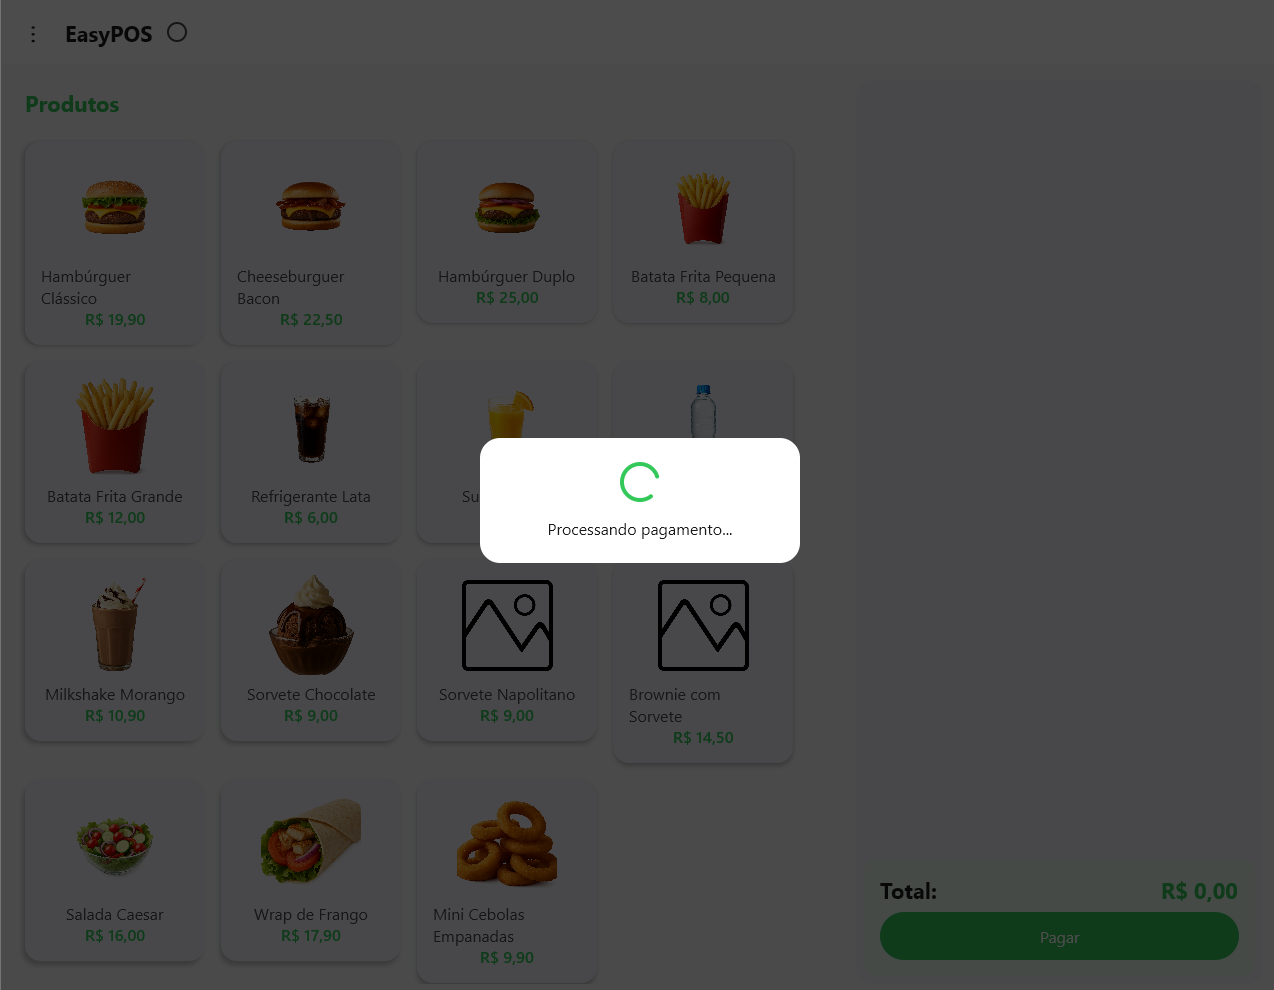 EasyPOS
Produtos
Hambúrguer
Clássico
R$ 19,90
Cheeseburguer
Bacon
R$ 22,50
Hambúrguer Duplo
R$ 25,00
Batata Frita Pequena
R$ 8,00
Batata Frita Grande
R$ 12,00
Refrigerante Lata
R$ 6,00
Processando pagamento...
Milkshake Morango
R$ 10,90
Sorvete Chocolate
R$ 9,00
Sorvete Napolitano
R$ 9,00
Brownie com
Sorvete
R$ 14,50
Salada Caesar
R$ 16,00
Wrap de Frango
R$ 17,90
Mini Cebolas
Empanadas
R$ 9,90
Total: R$ 0,00
Pagar